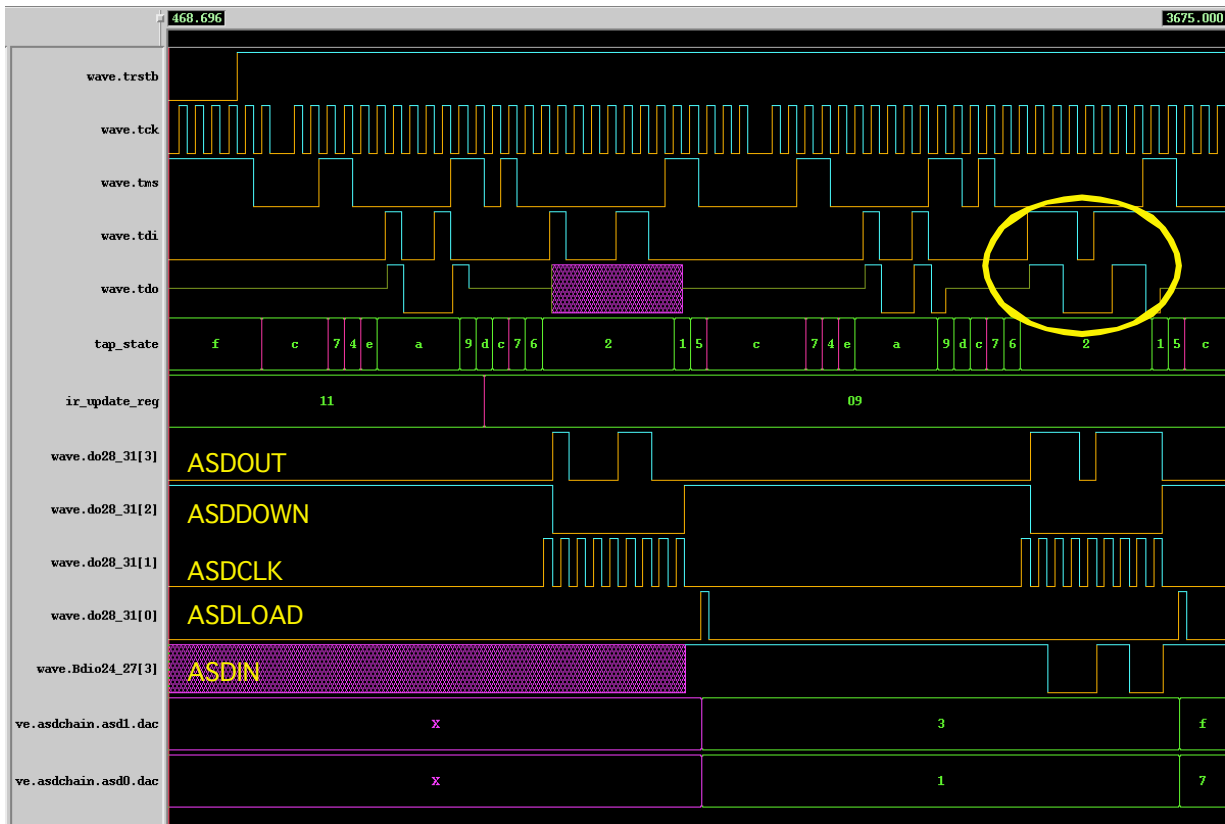 468.696 3675.000
wave.trstb
wave.tck
wave.tms
wave.tdi
wave.tdo
tap_state f c 7 4 e a 9 d c 7 6 2 1 5 c 7 4 e a 9 d c 7 6 2 1 5 c
ir_update_reg 11 09
wave.do28_31[3] ASDOUT
wave.do28_31[2] ASDDOWN
wave.do28_31[1] ASDCLK
wave.do28_31[0] ASDLOAD
wave.Bdio24_27[3] ASDIN
ve.asdchain.asd1.dac X 3 f
ve.asdchain.asd0.dac X 1 7